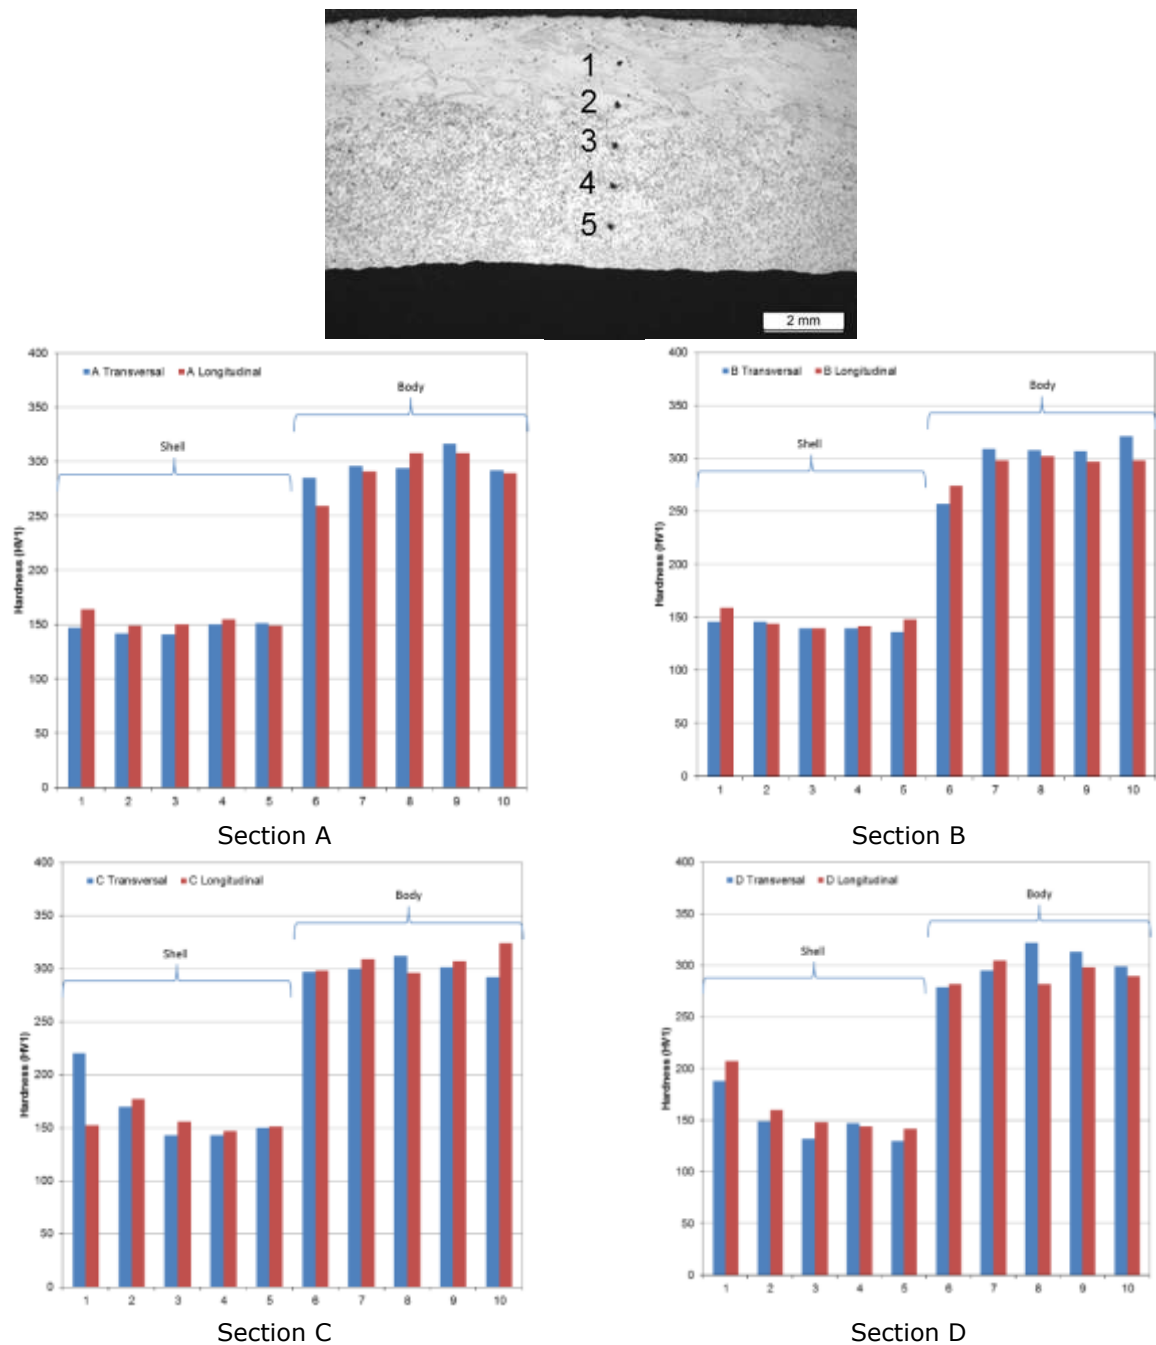 1
2
3
4
5
2 mm
400
350
300
250
200
150
100
50
0
Hardness (HV1)
A Transversal A Longitudinal
Body
Shell
1 2 3 4 5 6 7 8 9 10
Section A
400
350
300
250
200
150
100
50
0
Hardness (HV1)
B Transversal B Longitudinal
Body
Shell
1 2 3 4 5 6 7 8 9 10
Section B
400
350
300
250
200
150
100
50
0
Hardness (HV1)
C Transversal C Longitudinal
Body
Shell
1 2 3 4 5 6 7 8 9 10
Section C
400
350
300
250
200
150
100
50
0
Hardness (HV1)
D Transversal D Longitudinal
Body
Shell
1 2 3 4 5 6 7 8 9 10
Section D